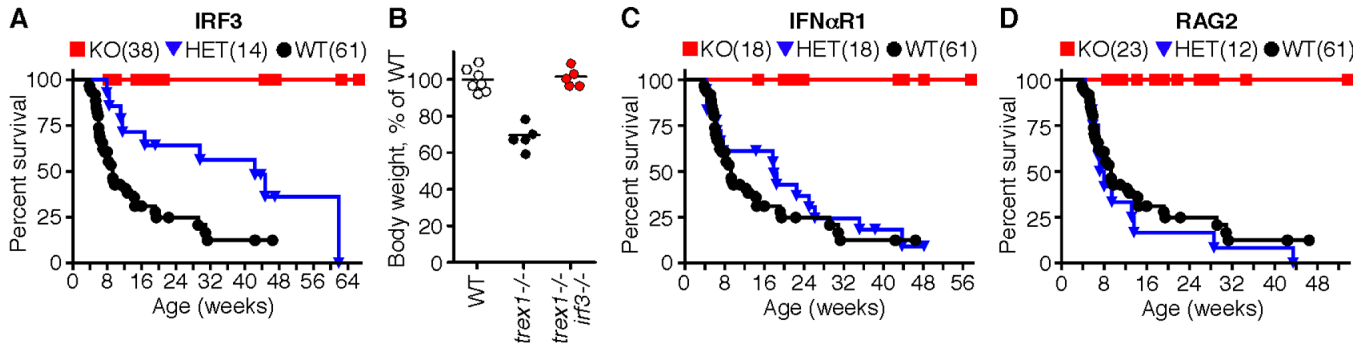 A
IRF3
KO(38) HET(14) WT(61)
100
75
50
25
0
Percent survival
0 8 16 24 32 40 48 56 64
Age (weeks)
B
Body weight, % of WT
100
80
60
40
20
0
WT
trex1-/-
trex1-/-
irf3-/-
C
IFNαR1
KO(18) HET(18) WT(61)
100
75
50
25
0
Percent survival
0 8 16 24 32 40 48 56
Age (weeks)
D
RAG2
KO(23) HET(12) WT(61)
100
75
50
25
0
Percent survival
0 8 16 24 32 40 48
Age (weeks)